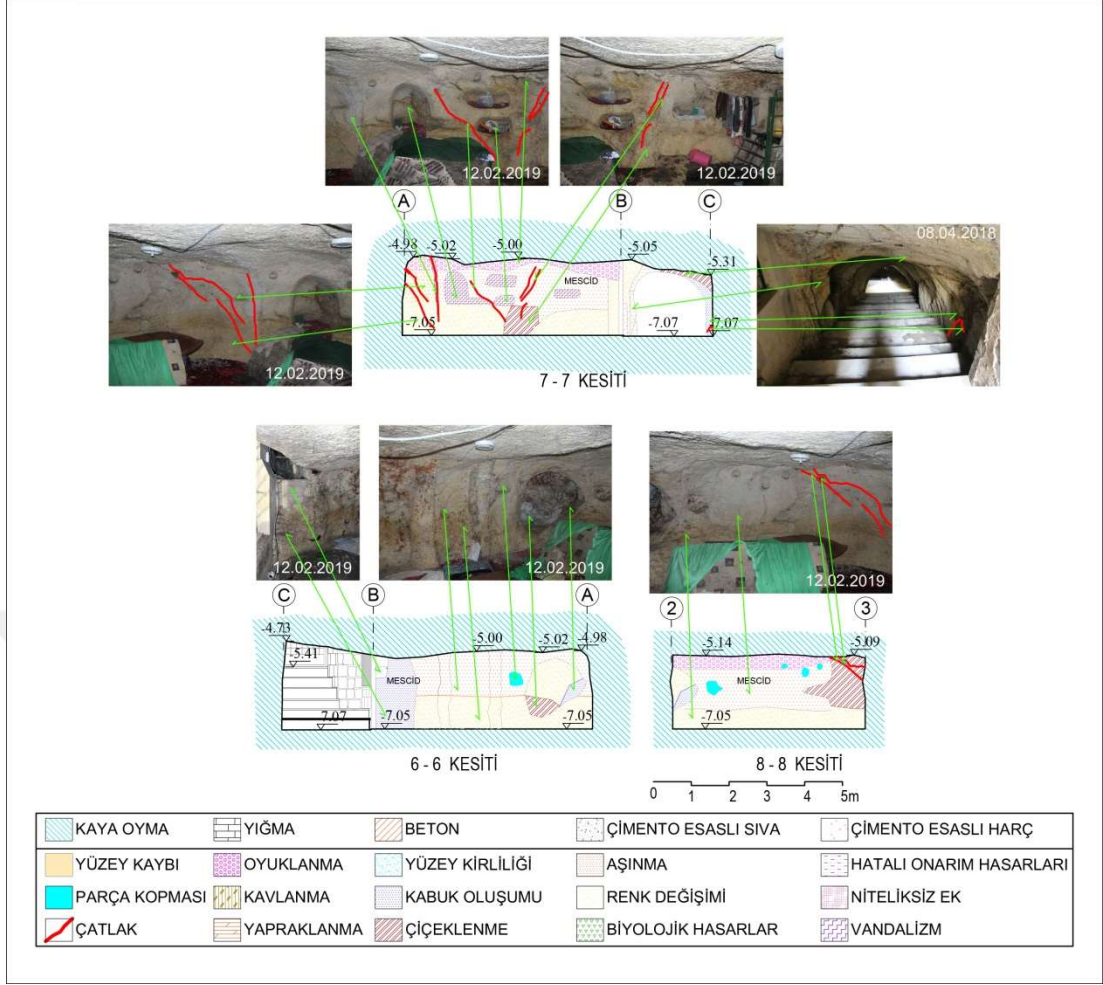 12.02.2019
12.02.2019
A
B
C
08.04.2018
-4.98
-5.02
-5.00
-5.05
-5.31
MESCİD
-7.05
-7.07
-7.07
12.02.2019
7 - 7 KESİTİ
12.02.2019
12.02.2019
12.02.2019
C
B
A
2
3
-4.73
-5.41
-5.00
-5.02
-4.98
MESCİD
-7.07
-7.05
-7.05
-5.14
-5.09
MESCİD
-7.05
6 - 6 KESİTİ
8 - 8 KESİTİ
0 1 2 3 4 5m
KAYA OYMA YIĞMA BETON ÇİMENTO ESASLI SIVA ÇİMENTO ESASLI HARÇ
YÜZEY KAYBI OYUKLANMA YÜZEY KİRLİLİĞİ AŞINMA HATALI ONARIM HASARLARI
PARÇA KOPMASI KAVLANMA KABUK OLUŞUMU RENK DEĞİŞİMİ NİTELİKSİZ EK
ÇATLAK YAPRAKLANMA ÇİÇEKLENME BİYOLOJİK HASARLAR VANDALİZM